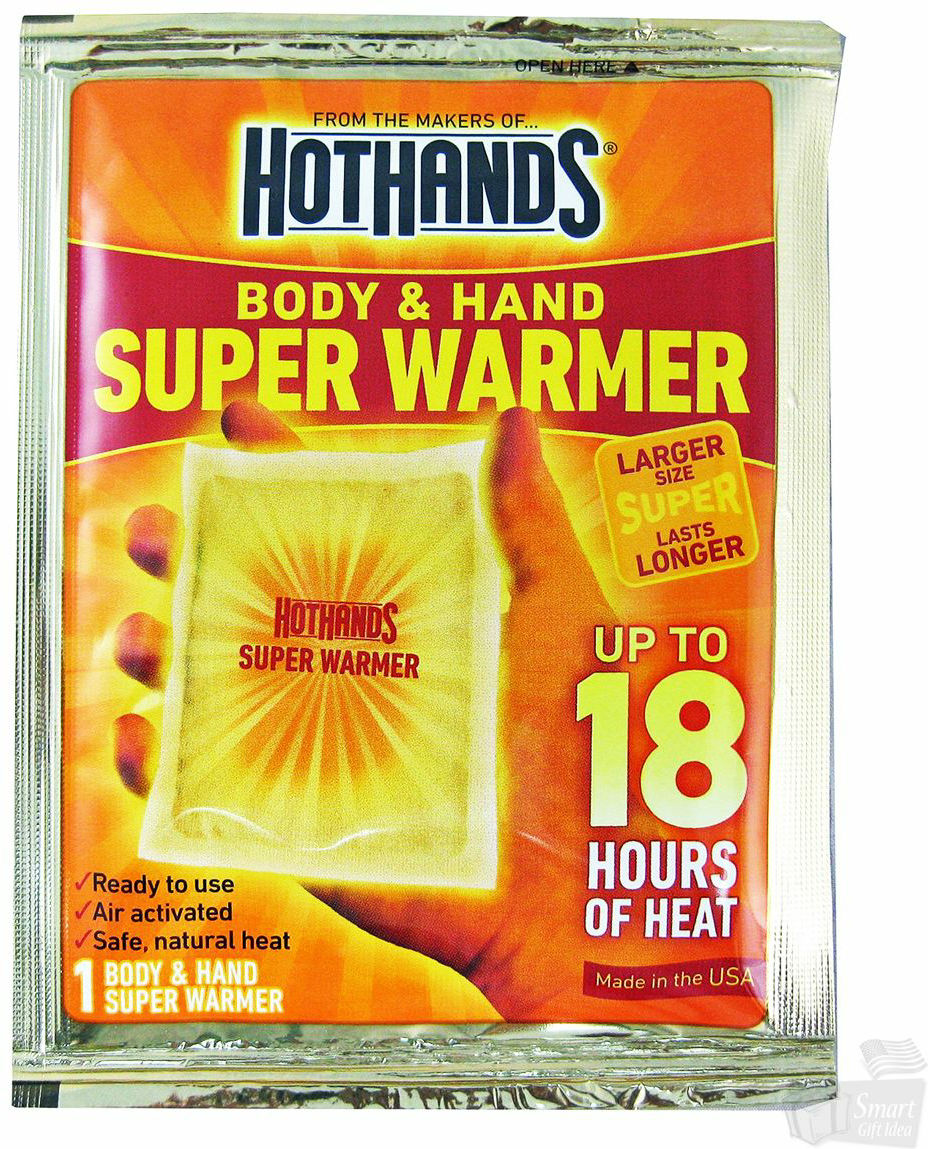 OPEN HERE ▲
FROM THE MAKERS OF...
HOTHANDS®
BODY & HAND
SUPER WARMER
LARGER
SIZE
SUPER
LASTS
LONGER
HOTHANDS
SUPER WARMER
UP TO
18
HOURS
OF HEAT
✓Ready to use
✓Air activated
✓Safe, natural heat
1 BODY & HAND
SUPER WARMER
Made in the USA
Smart
Gift Idea